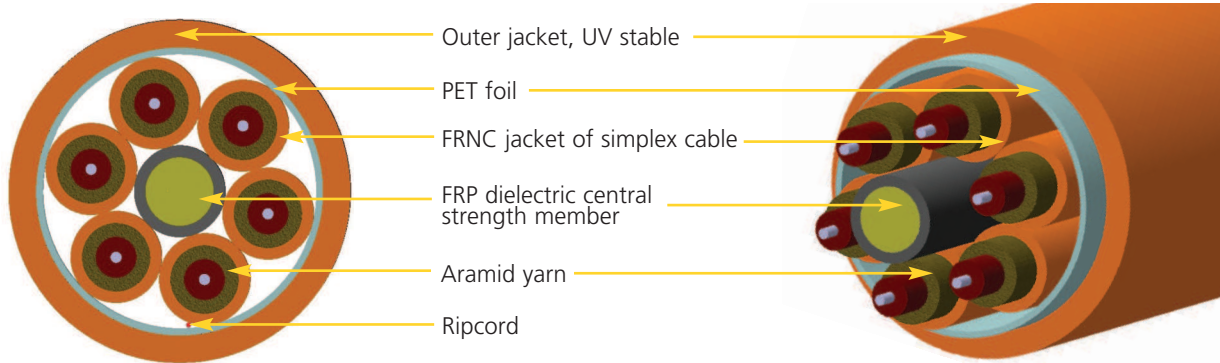 Outer jacket, UV stable
PET foil
FRNC jacket of simplex cable
FRP dielectric central
strength member
Aramid yarn
Ripcord